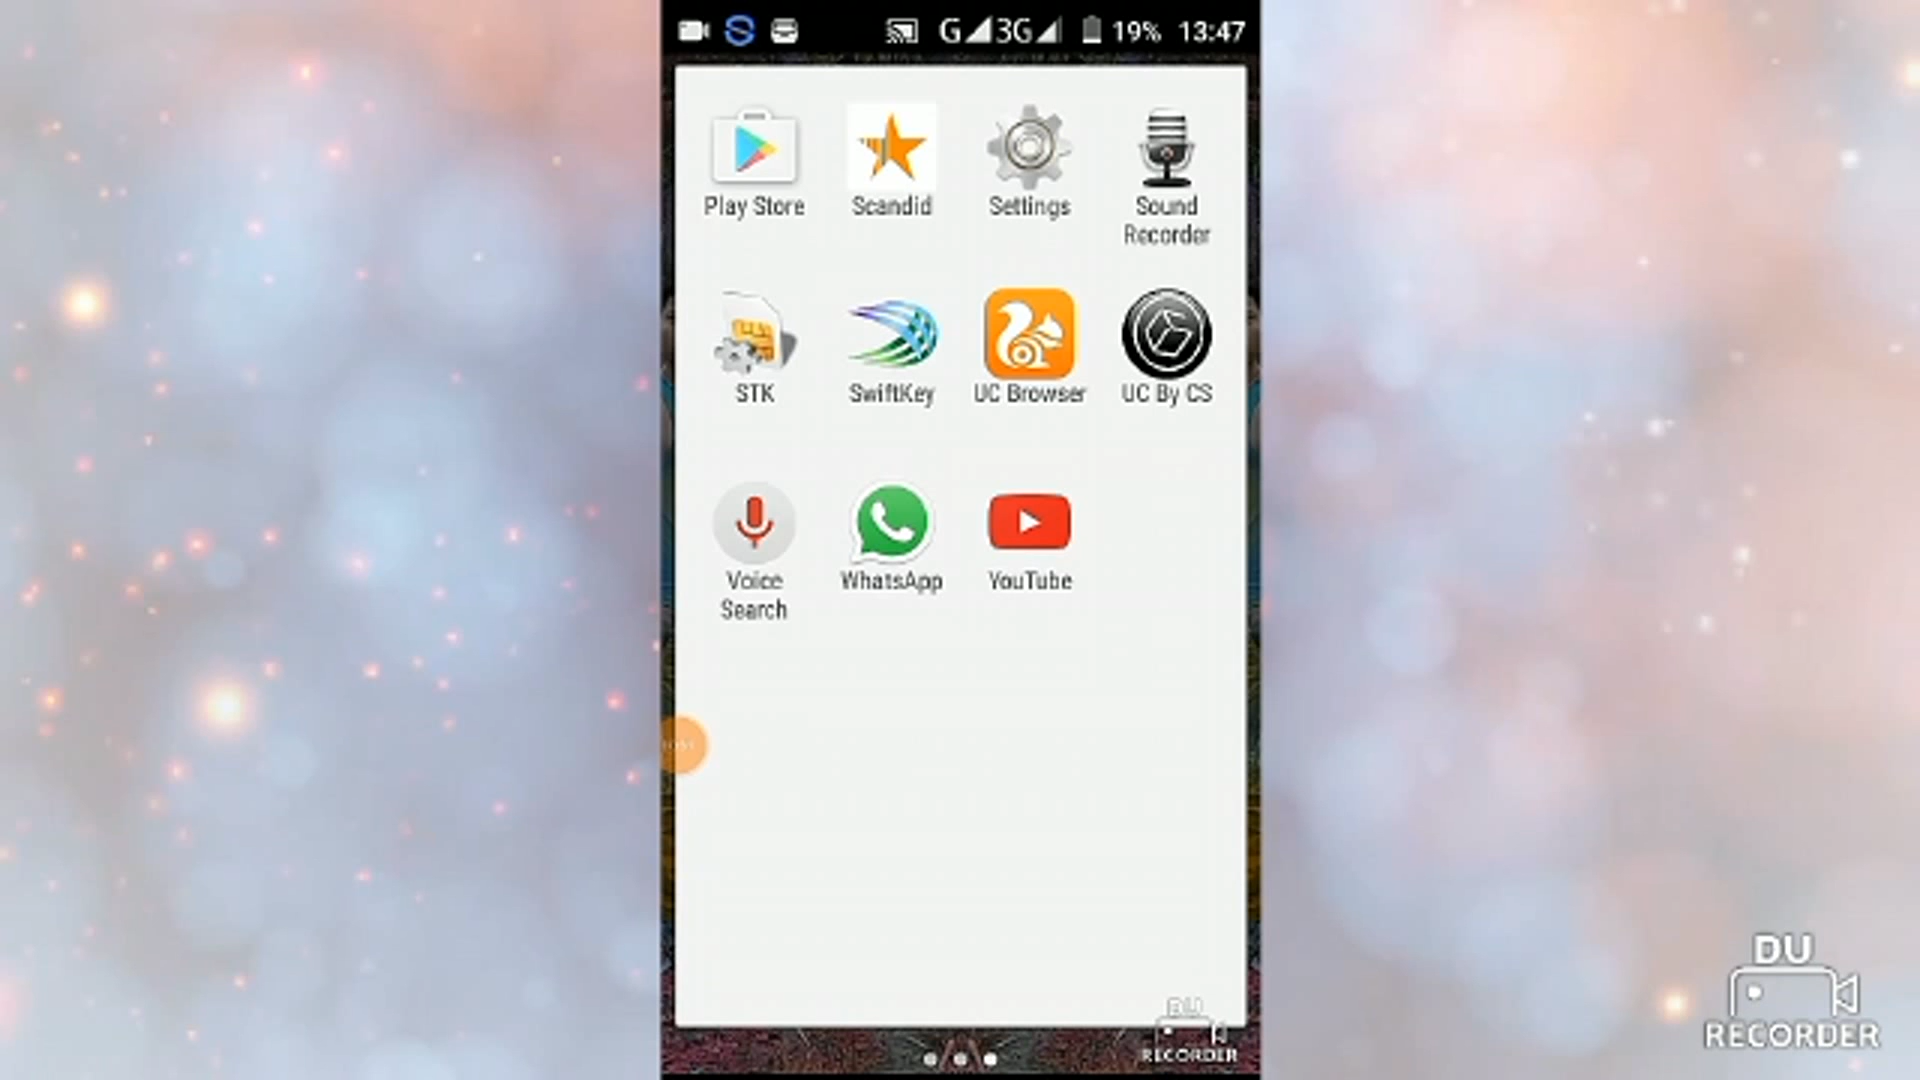 G 3G 19% 13:47
Play Store Scandid Settings Sound Recorder
STK SwiftKey UC Browser UC By CS
Voice Search WhatsApp YouTube
DU
RECORDER
DU
RECORDER